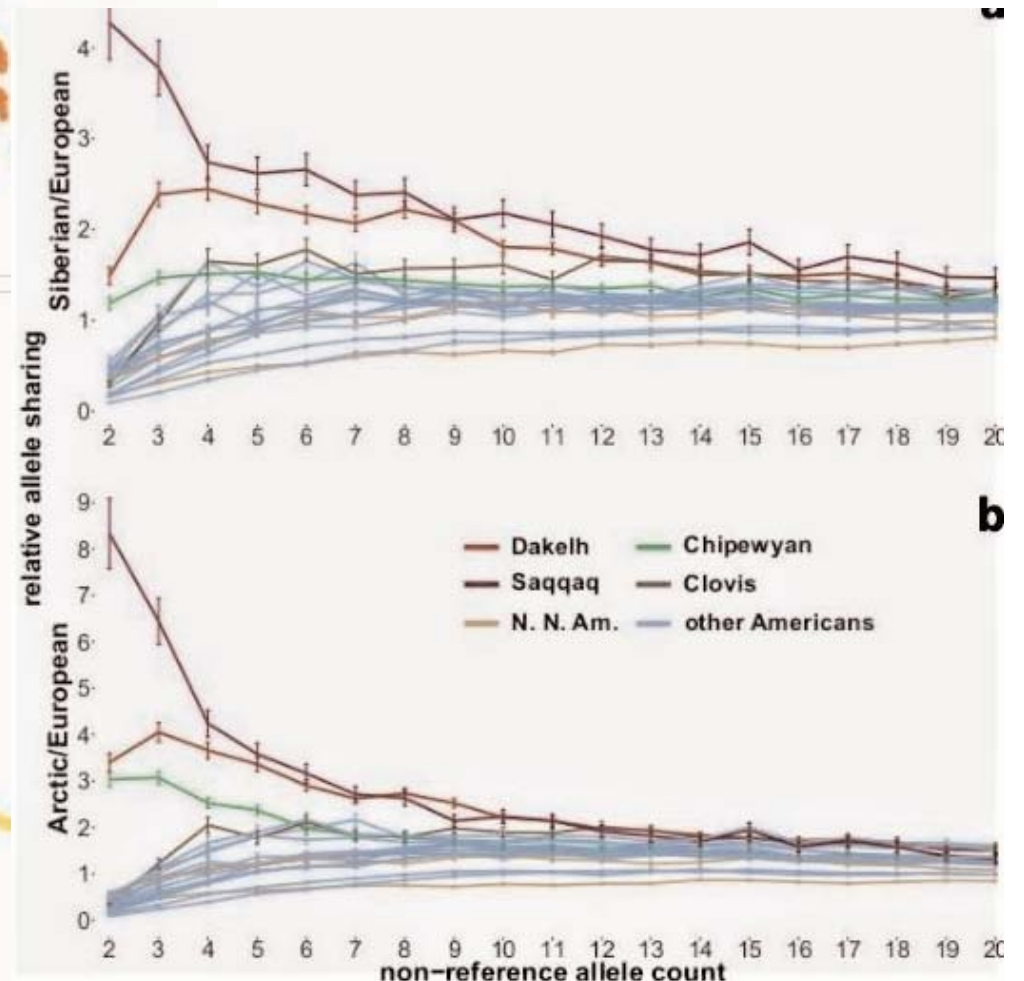 a
Siberian/European
4
3
2
1
0
2 3 4 5 6 7 8 9 10 11 12 13 14 15 16 17 18 19 20
relative allele sharing
b
Arctic/European
9
8
7
6
5
4
3
2
1
0
Dakelh
Chipewyan
Saqqaq
Clovis
N. N. Am.
other Americans
2 3 4 5 6 7 8 9 10 11 12 13 14 15 16 17 18 19 20
non-reference allele count